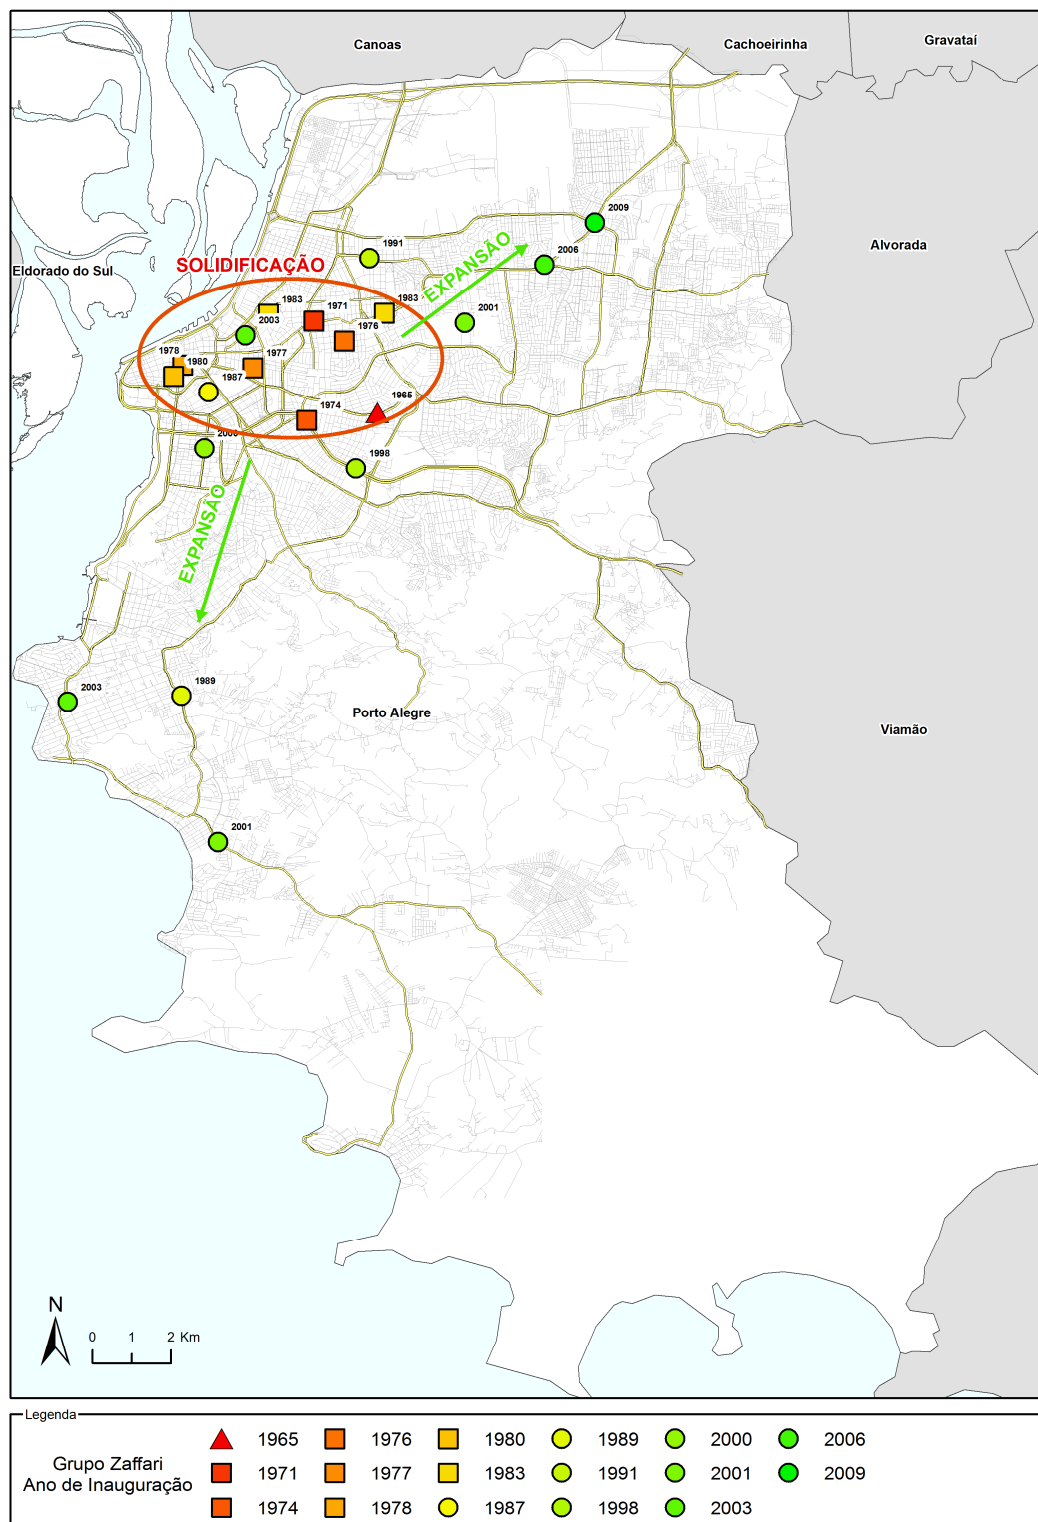 Canoas
Cachoeirinha
Gravataí
Alvorada
Eldorado do Sul
SOLIDIFICAÇÃO
EXPANSÃO
2009
2006
1991
1983
1971
1983
2003
1976
2001
1978
1980
1977
1987
1965
1974
2000
1998
EXPANSÃO
2003
1989
Porto Alegre
Viamão
2001
N
0 1 2 Km
Legenda
Grupo Zaffari
Ano de Inauguração
1965 1976 1980 1989 2000 2006
1971 1977 1983 1991 2001 2009
1974 1978 1987 1998 2003